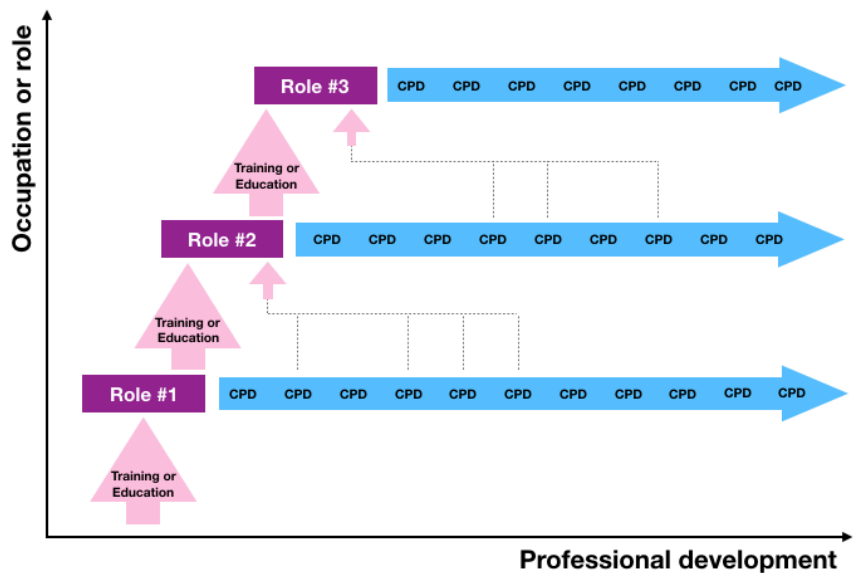 Occupation or role
Role #3
CPD CPD CPD CPD CPD CPD CPD CPD
Training or
Education
Role #2
CPD CPD CPD CPD CPD CPD CPD CPD CPD
Training or
Education
Role #1
CPD CPD CPD CPD CPD CPD CPD CPD CPD CPD CPD
Training or
Education
Professional development